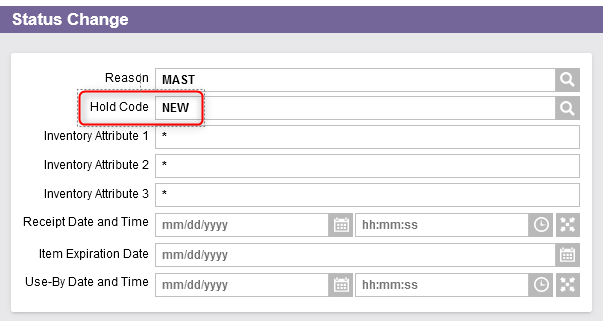 Status Change
Reason MAST
Hold Code NEW
Inventory Attribute 1 *
Inventory Attribute 2 *
Inventory Attribute 3 *
Receipt Date and Time mm/dd/yyyy hh:mm:ss
Item Expiration Date mm/dd/yyyy
Use-By Date and Time mm/dd/yyyy hh:mm:ss